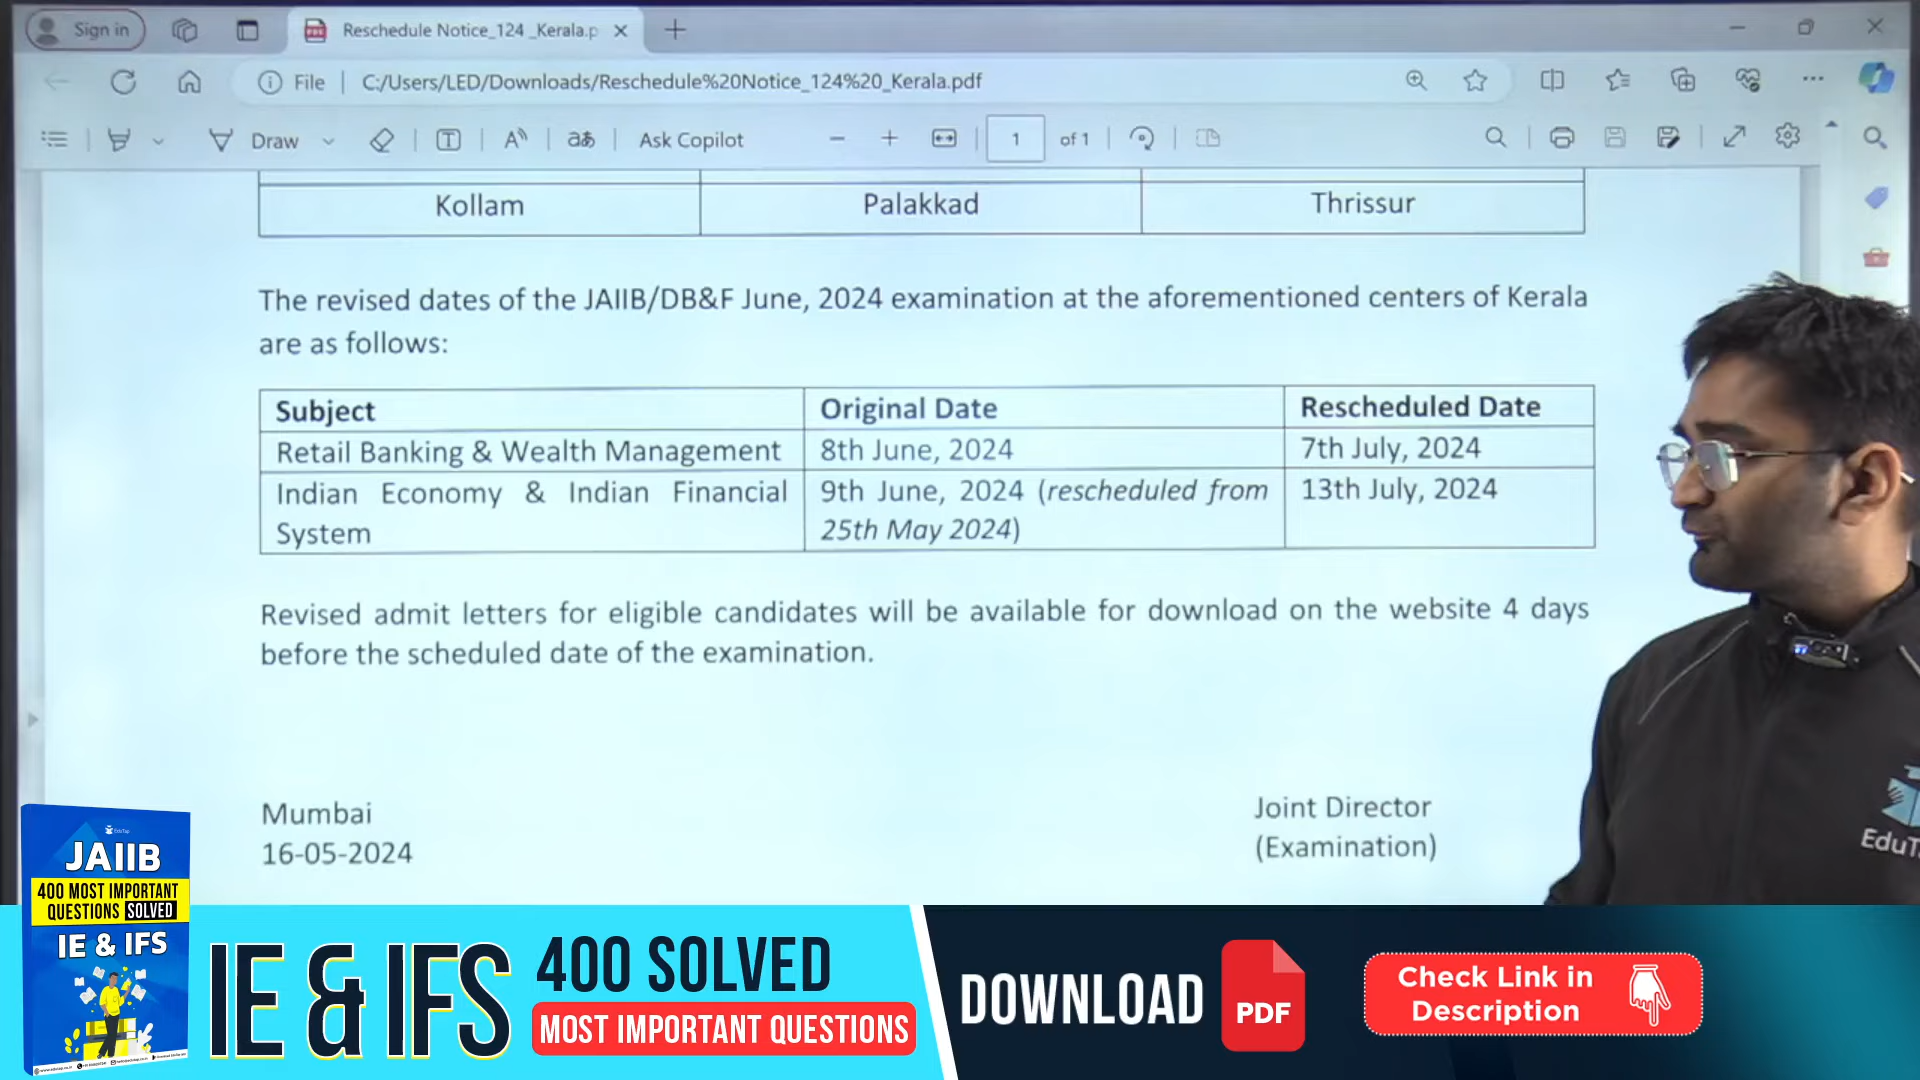 Sign in
Reschedule Notice_124 _Kerala.p
File
C:/Users/LED/Downloads/Reschedule%20Notice_124%20_Kerala.pdf
Draw
Ask Copilot
1
of 1
Kollam
Palakkad
Thrissur
The revised dates of the JAIIB/DB&F June, 2024 examination at the aforementioned centers of Kerala
are as follows:
Subject
Original Date
Rescheduled Date
Retail Banking & Wealth Management
8th June, 2024
7th July, 2024
Indian Economy & Indian Financial
System
9th June, 2024 (rescheduled from
25th May 2024)
13th July, 2024
Revised admit letters for eligible candidates will be available for download on the website 4 days
before the scheduled date of the examination.
Mumbai
16-05-2024
Joint Director
(Examination)
EduT
EduTap
JAIIB
400 MOST IMPORTANT
QUESTIONS SOLVED
IE & IFS
IE & IFS
400 SOLVED
MOST IMPORTANT QUESTIONS
DOWNLOAD
PDF
Check Link in
Description